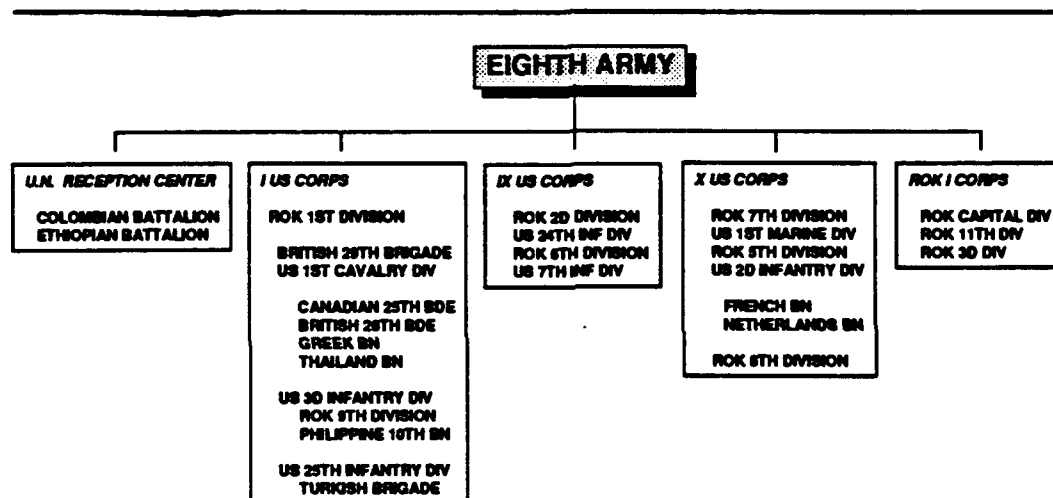 EIGHTH ARMY
U.N. RECEPTION CENTER
COLOMBIAN BATTALION
ETHIOPIAN BATTALION
I US CORPS
ROK 1ST DIVISION
BRITISH 29TH BRIGADE
US 1ST CAVALRY DIV
CANADIAN 25TH BDE
BRITISH 28TH BDE
GREEK BN
THAILAND BN
US 3D INFANTRY DIV
ROK 9TH DIVISION
PHILIPPINE 10TH BN
US 25TH INFANTRY DIV
TURKISH BRIGADE
IX US CORPS
ROK 2D DIVISION
US 24TH INF DIV
ROK 6TH DIVISION
US 7TH INF DIV
X US CORPS
ROK 7TH DIVISION
US 1ST MARINE DIV
ROK 5TH DIVISION
US 2D INFANTRY DIV
FRENCH BN
NETHERLANDS BN
ROK 8TH DIVISION
ROK I CORPS
ROK CAPITAL DIV
ROK 11TH DIV
ROK 3D DIV